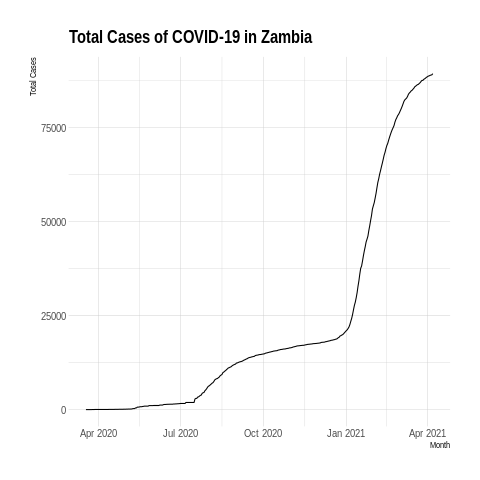 Total Cases of COVID-19 in Zambia
Total Cases
75000
50000
25000
0
Apr 2020 Jul 2020 Oct 2020 Jan 2021 Apr 2021
Month